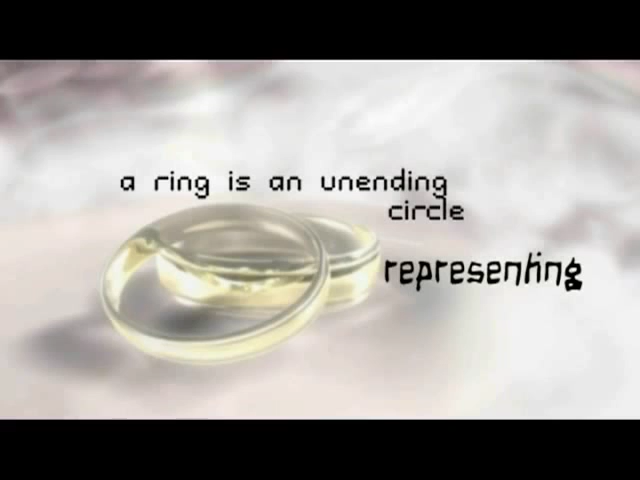 a ring is an unending
circle
representing